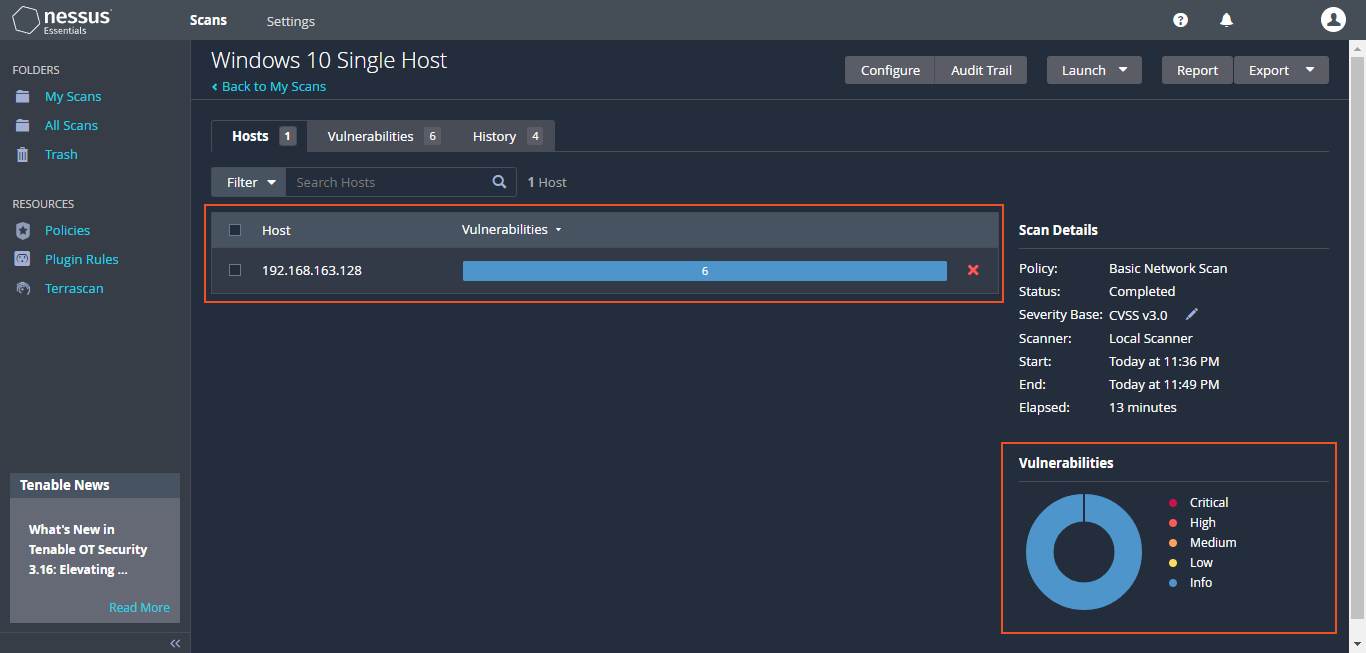 nessus
Essentials
Scans
Settings
FOLDERS
My Scans
All Scans
Trash
RESOURCES
Policies
Plugin Rules
Terrascan
Tenable News
What's New in
Tenable OT Security
3.16: Elevating ...
Read More
Windows 10 Single Host
Back to My Scans
Configure
Audit Trail
Launch
Report
Export
Hosts 1
Vulnerabilities 6
History 4
Filter
Search Hosts
1 Host
Host Vulnerabilities
192.168.163.128 6
Scan Details
Policy: Basic Network Scan
Status: Completed
Severity Base: CVSS v3.0
Scanner: Local Scanner
Start: Today at 11:36 PM
End: Today at 11:49 PM
Elapsed: 13 minutes
Vulnerabilities
Critical
High
Medium
Low
Info